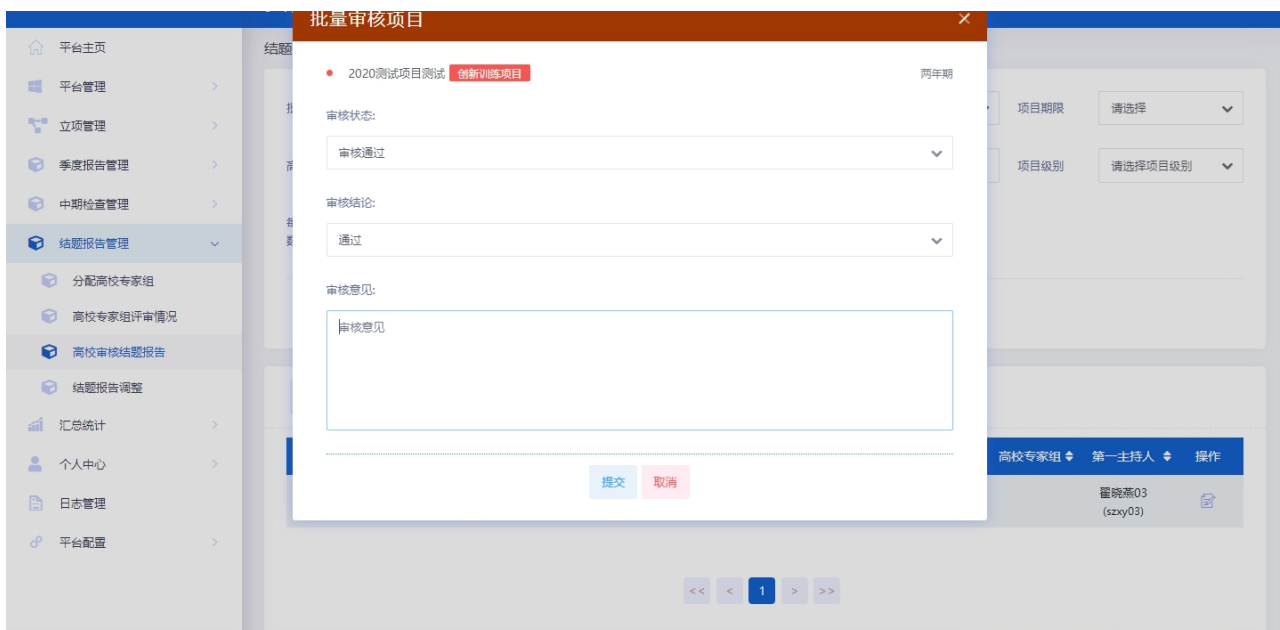 批量审核项目
×
平台主页
平台管理
立项管理
季度报告管理
中期检查管理
结题报告管理
分配高校专家组
高校专家组评审情况
高校审核结题报告
结题报告调整
汇总统计
个人中心
日志管理
平台配置
结题
2020测试项目测试 创新训练项目 两年期
审核状态:
审核通过
审核结论:
通过
审核意见:
审核意见
提交 取消
项目期限 请选择
项目级别 请选择项目级别
高校专家组 第一主持人 操作
翟晓燕03
(szxy03)
<< < 1 > >>